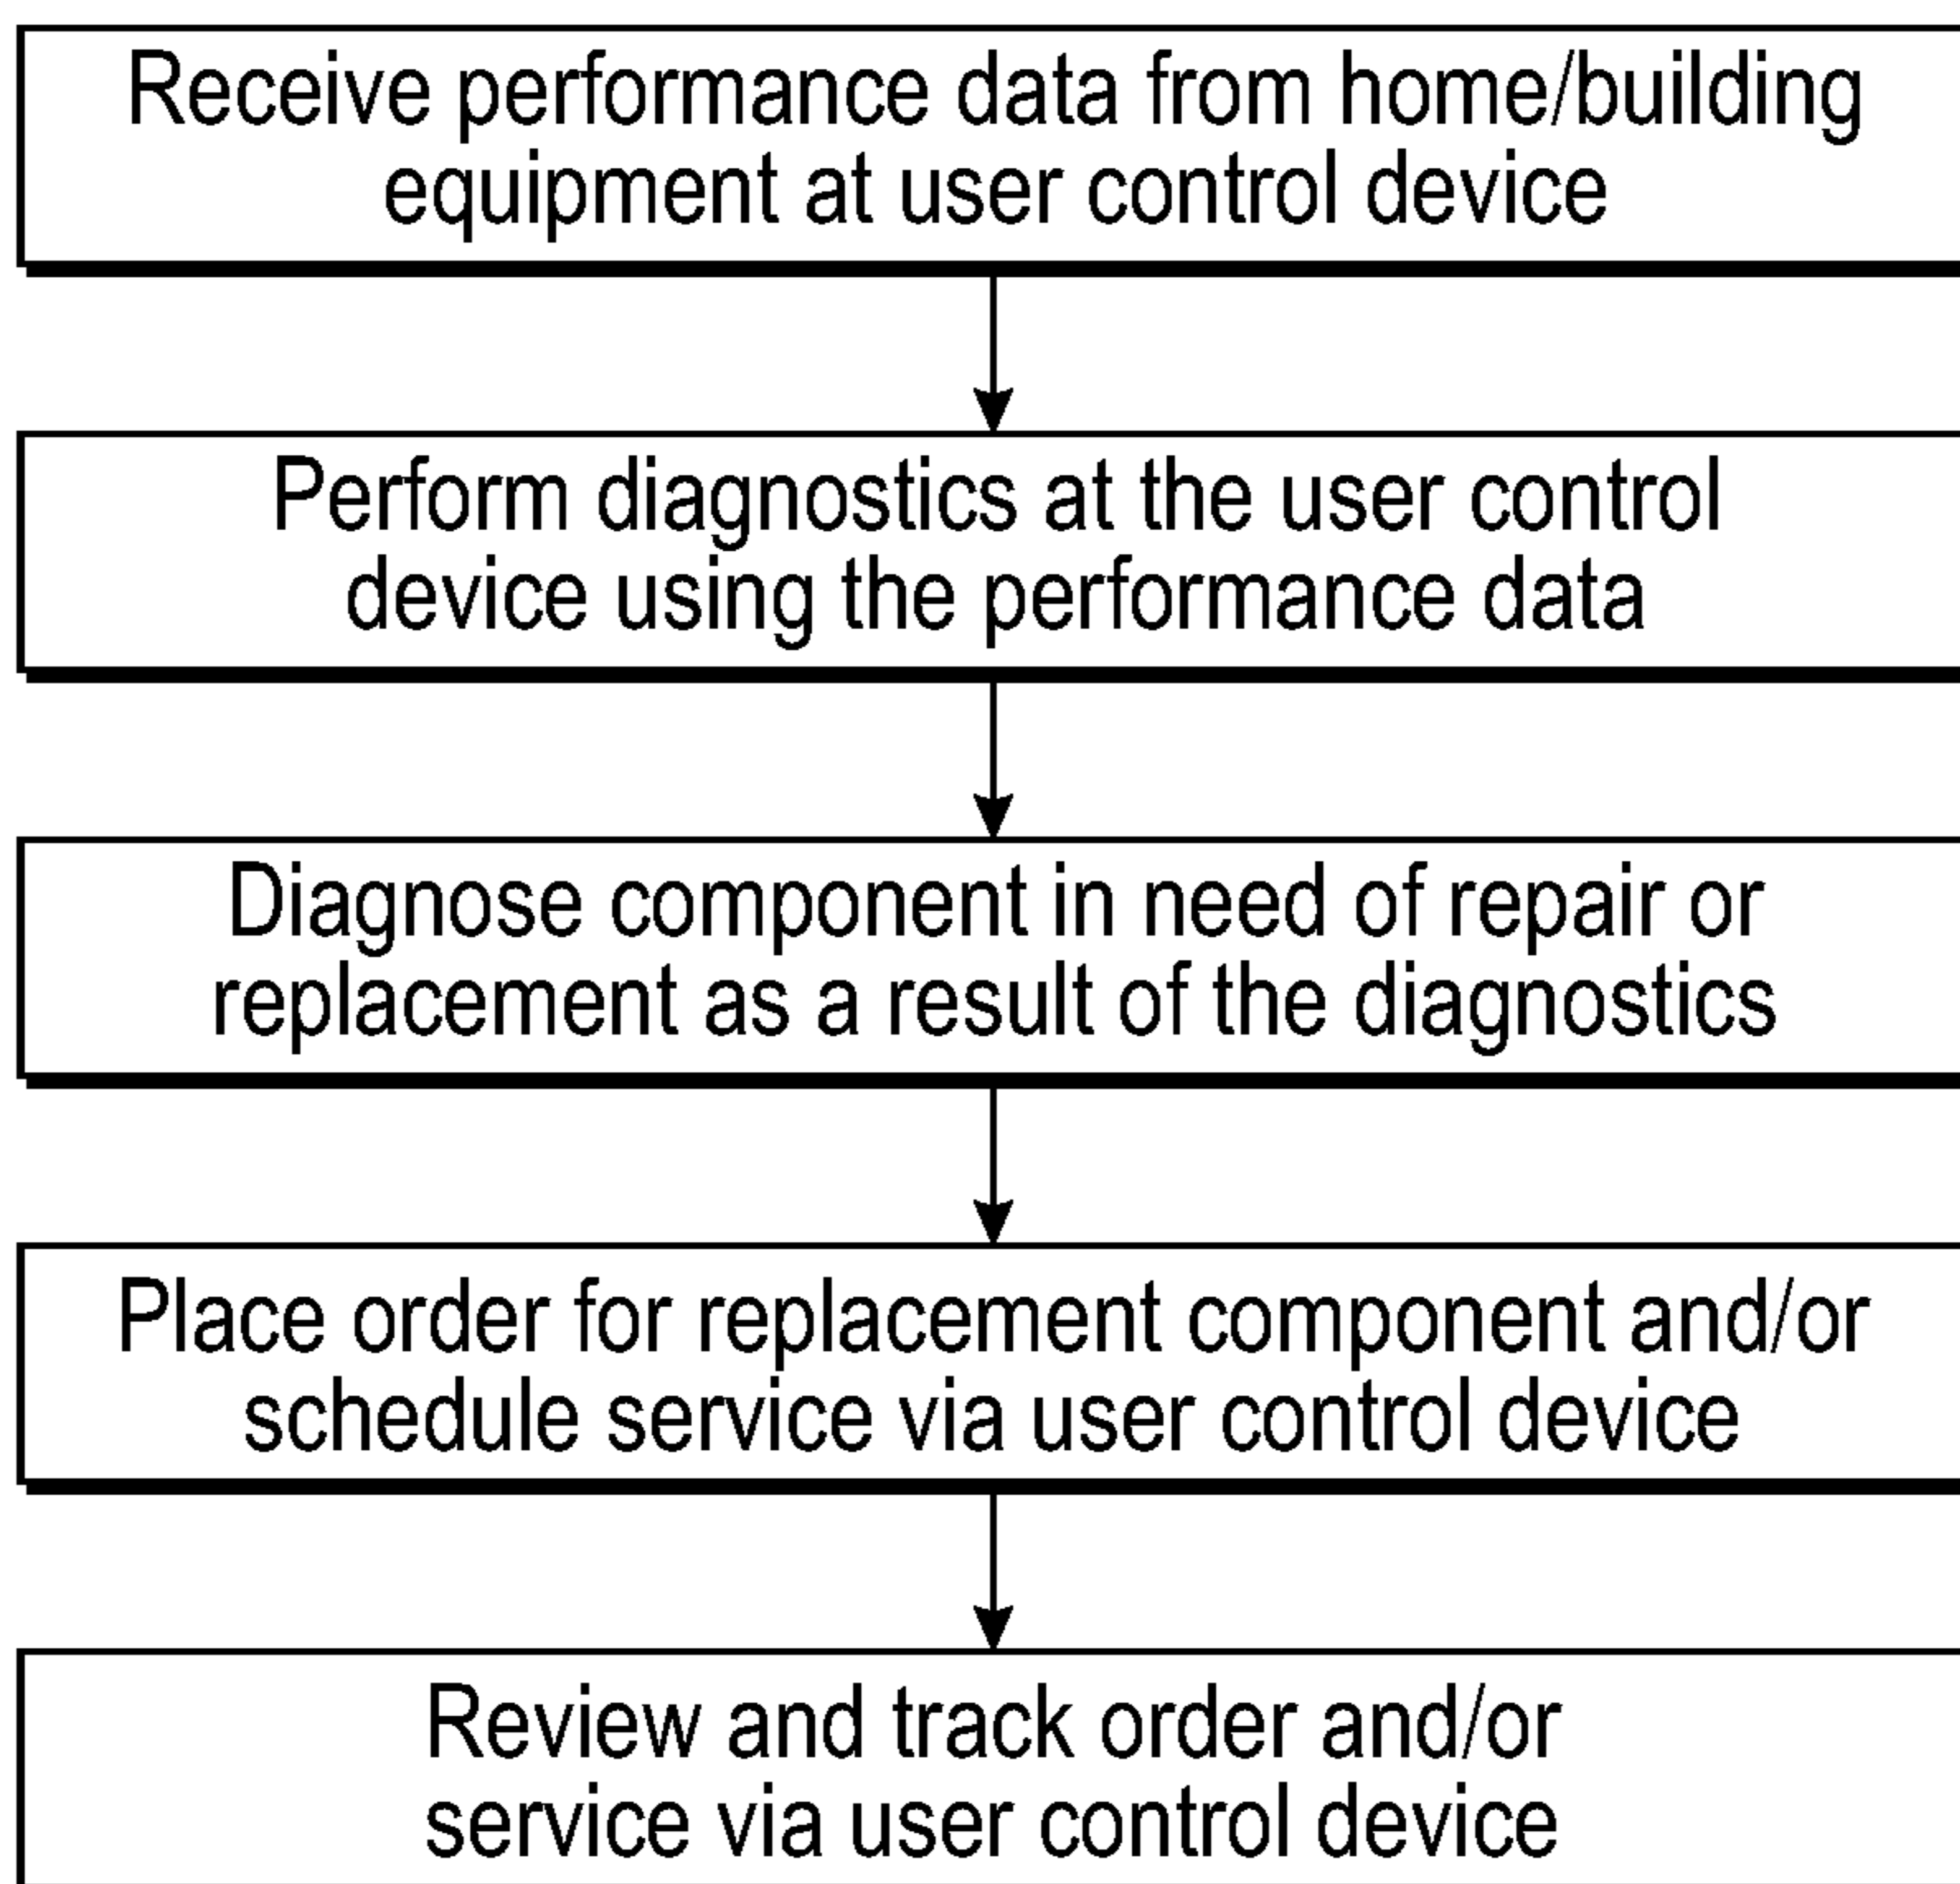 Receive performance data from home/building
equipment at user control device
Perform diagnostics at the user control
device using the performance data
Diagnose component in need of repair or
replacement as a result of the diagnostics
Place order for replacement component and/or
schedule service via user control device
Review and track order and/or
service via user control device